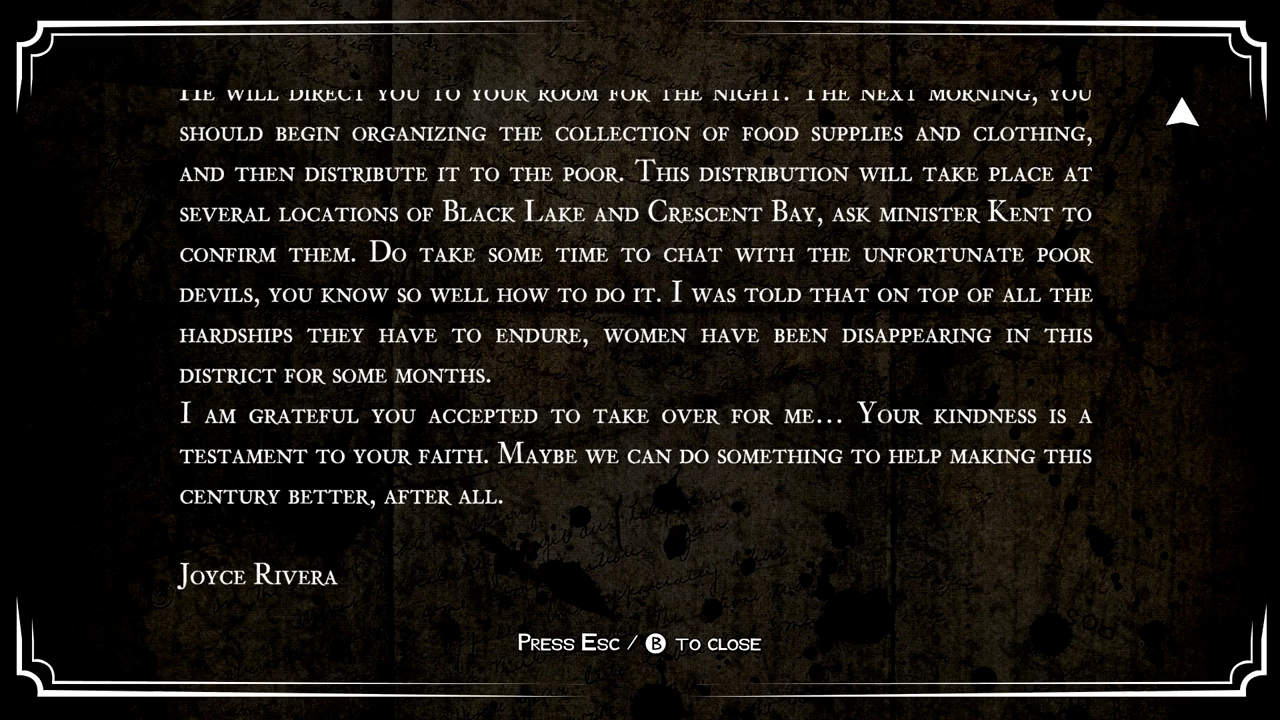 He will direct you to your room for the night. The next morning, you
should begin organizing the collection of food supplies and clothing,
and then distribute it to the poor. This distribution will take place at
several locations of Black Lake and Crescent Bay, ask minister Kent to
confirm them. Do take some time to chat with the unfortunate poor
devils, you know so well how to do it. I was told that on top of all the
hardships they have to endure, women have been disappearing in this
district for some months.
I am grateful you accepted to take over for me... Your kindness is a
testament to your faith. Maybe we can do something to help making this
century better, after all.
Joyce Rivera
Press Esc / B to close